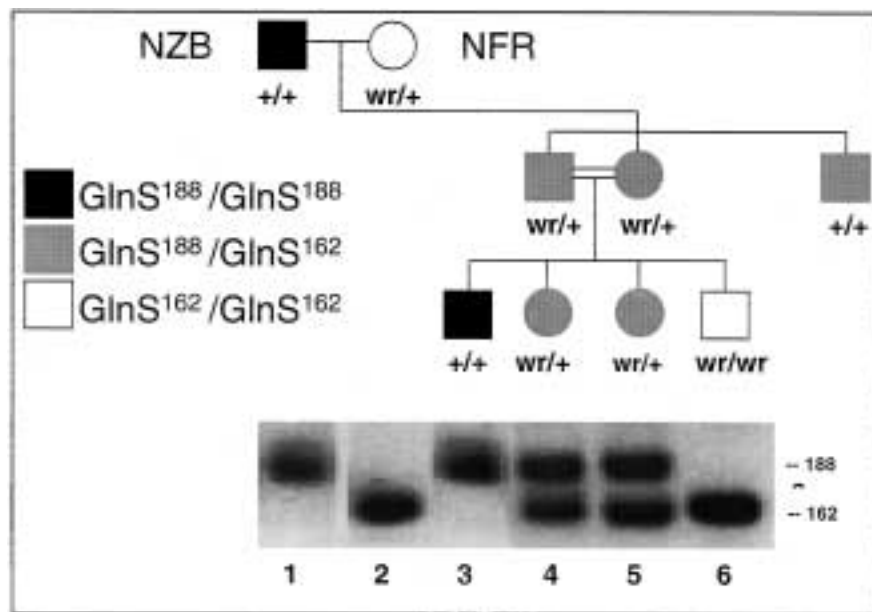 NZB NFR
+/+ wr/+
GlnS¹⁸⁸/GlnS¹⁸⁸
GlnS¹⁸⁸/GlnS¹⁶²
GlnS¹⁶²/GlnS¹⁶²
wr/+ wr/+ +/+
+/+ wr/+ wr/+ wr/wr
-- 188
~
-- 162
1 2 3 4 5 6